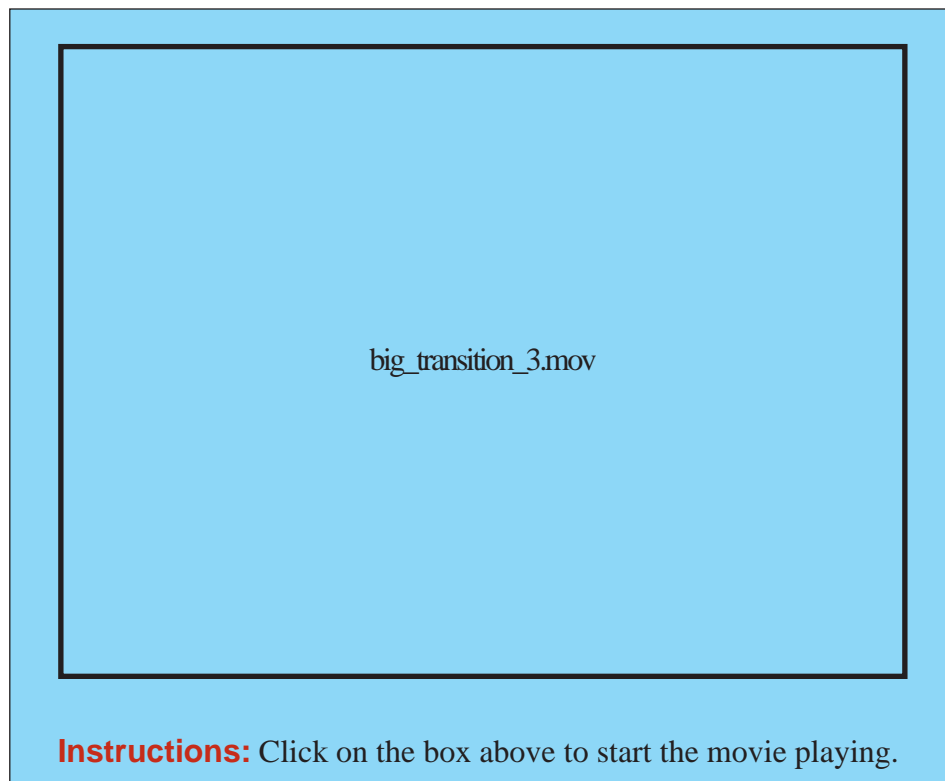 big_transition_3.mov
Instructions: Click on the box above to start the movie playing.